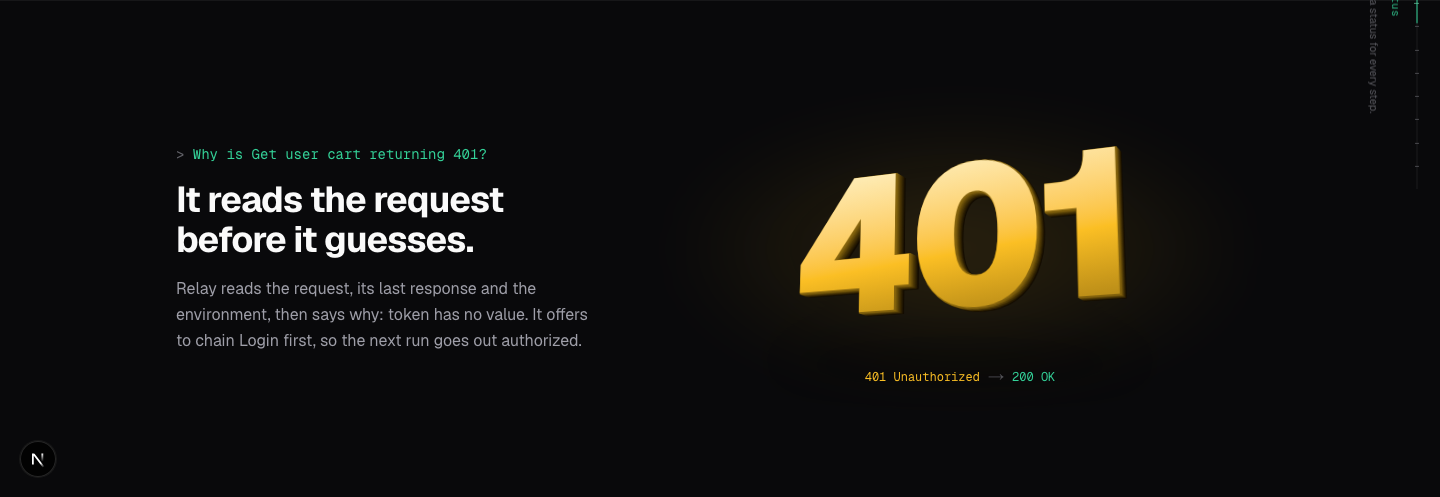 > Why is Get user cart returning 401?
It reads the request
before it guesses.
Relay reads the request, its last response and the
environment, then says why: token has no value. It offers
to chain Login first, so the next run goes out authorized.
401
401 Unauthorized → 200 OK
a status for every step.
N